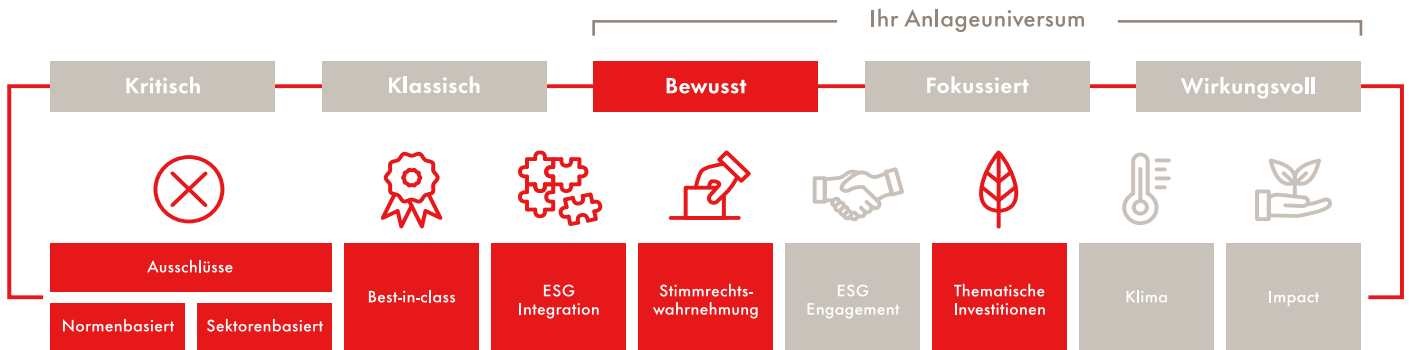 Ihr Anlageuniversum
Kritisch
Klassisch
Bewusst
Fokussiert
Wirkungsvoll
Ausschlüsse
Normenbasiert
Sektorenbasiert
Best-in-class
ESG
Integration
Stimmrechts-
wahrnehmung
ESG
Engagement
Thematische
Investitionen
Klima
Impact